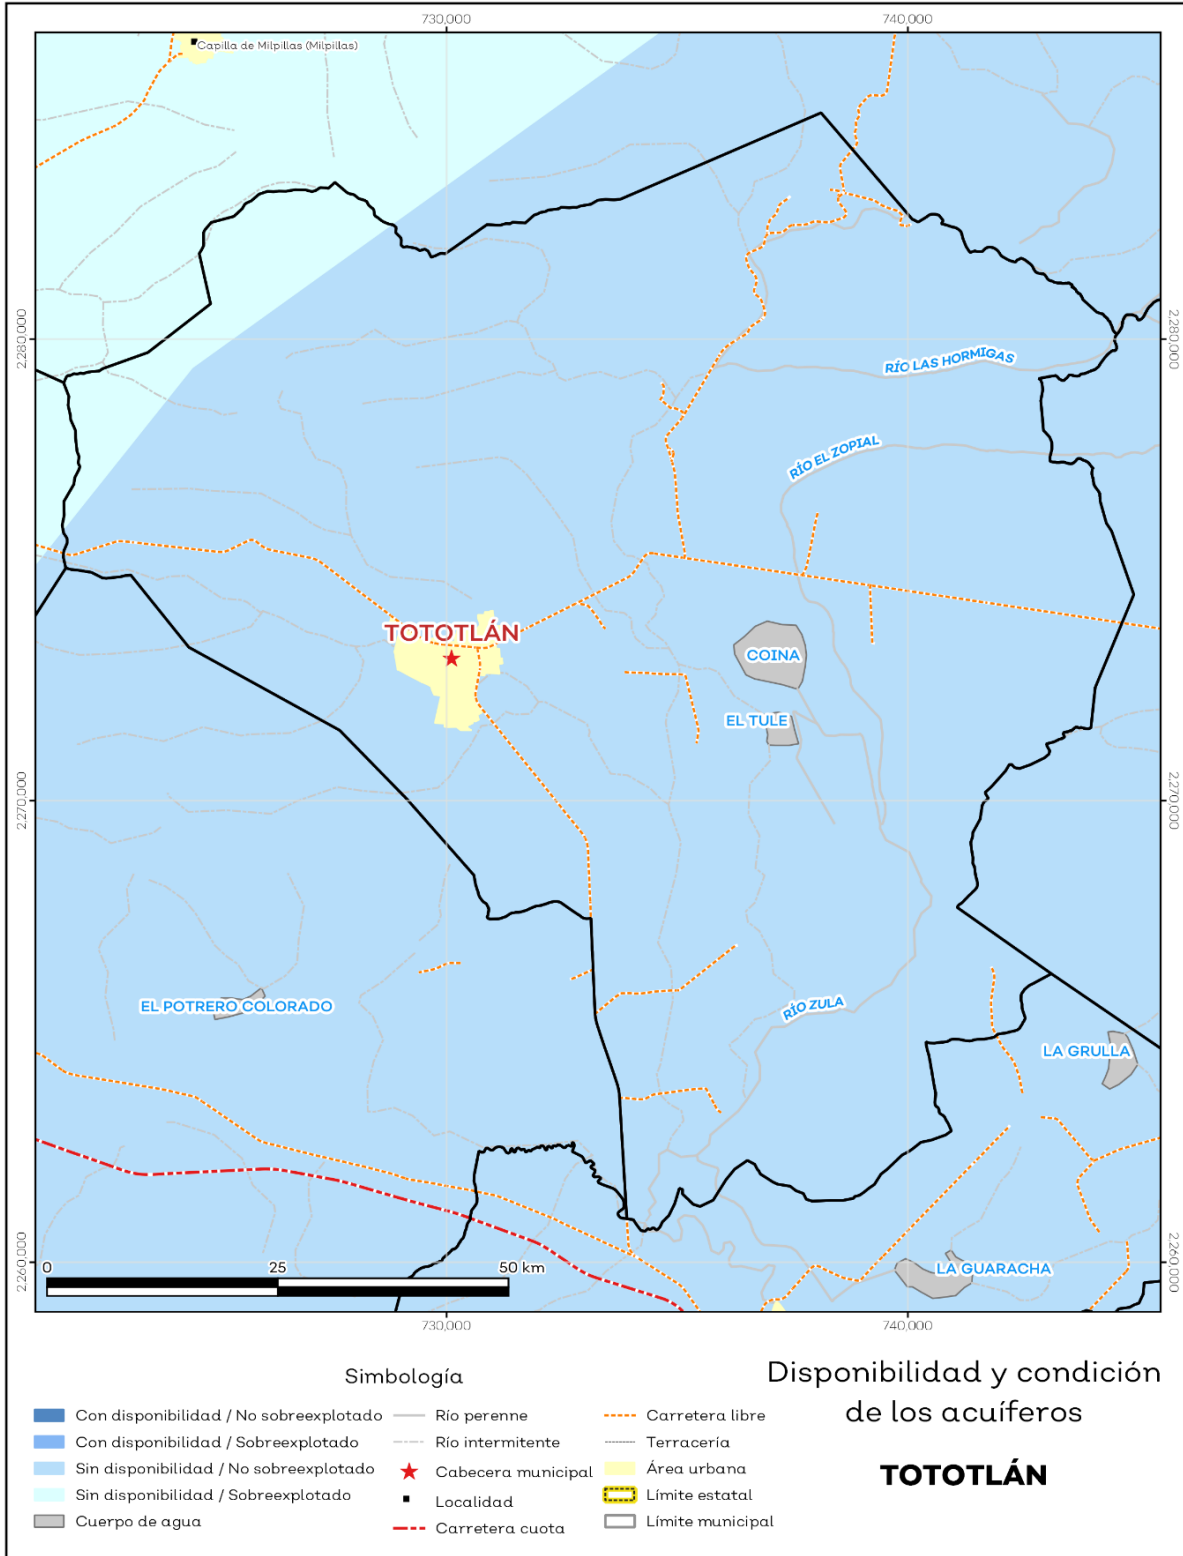 730,000
740,000
Capilla de Milpillas (Milpillas)
2,280,000
2,280,000
RÍO LAS HORMIGAS
RÍO EL ZOPIAL
TOTOTLÁN
COINA
EL TULE
2,270,000
2,270,000
EL POTRERO COLORADO
RÍO ZULA
LA GRULLA
2,260,000
2,260,000
LA GUARACHA
0
25
50 km
730,000
740,000
Simbología
Con disponibilidad / No sobreexplotado
Con disponibilidad / Sobreexplotado
Sin disponibilidad / No sobreexplotado
Sin disponibilidad / Sobreexplotado
Cuerpo de agua
Río perenne
Río intermitente
Cabecera municipal
Localidad
Carretera cuota
Carretera libre
Terracería
Área urbana
Límite estatal
Límite municipal
Disponibilidad y condición
de los acuíferos
TOTOTLÁN